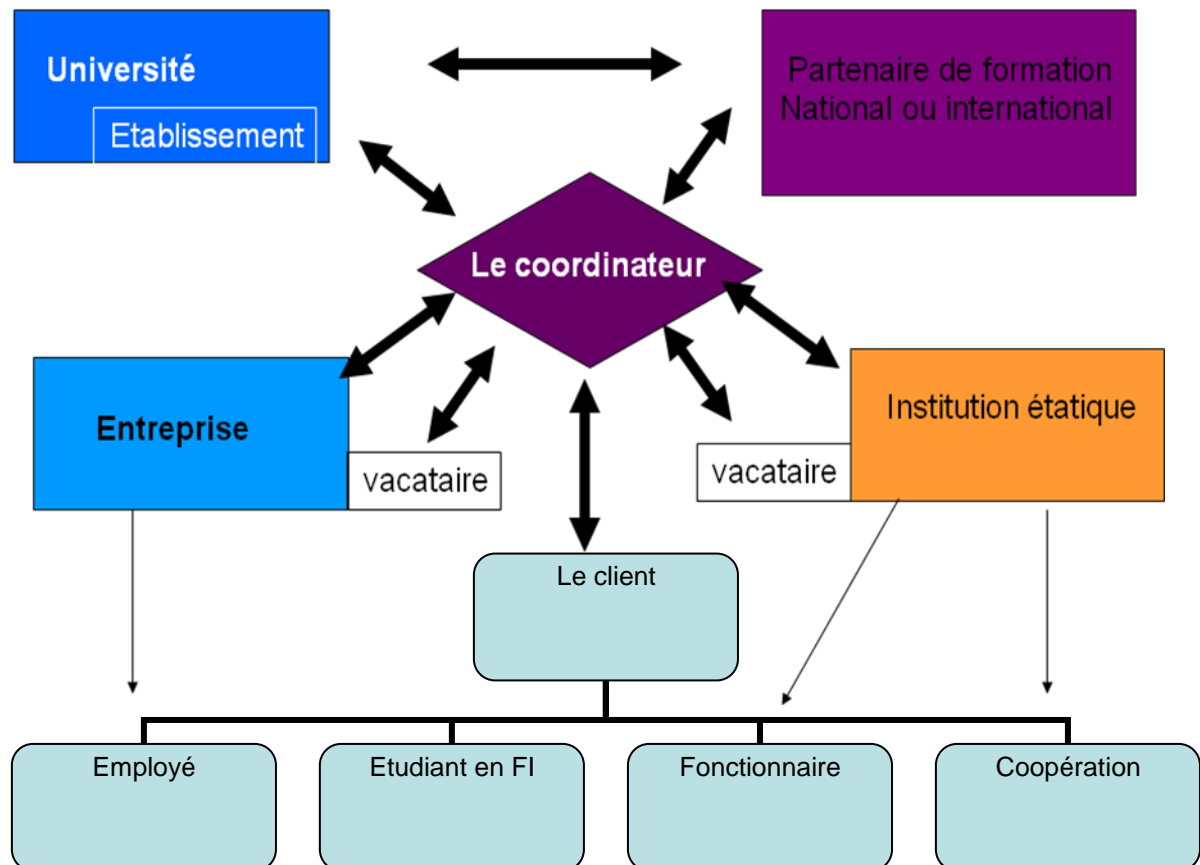 Université
Etablissement
Partenaire de formation
National ou international
Le coordinateur
Entreprise
vacataire
Institution étatique
vacataire
Le client
Employé
Etudiant en FI
Fonctionnaire
Coopération